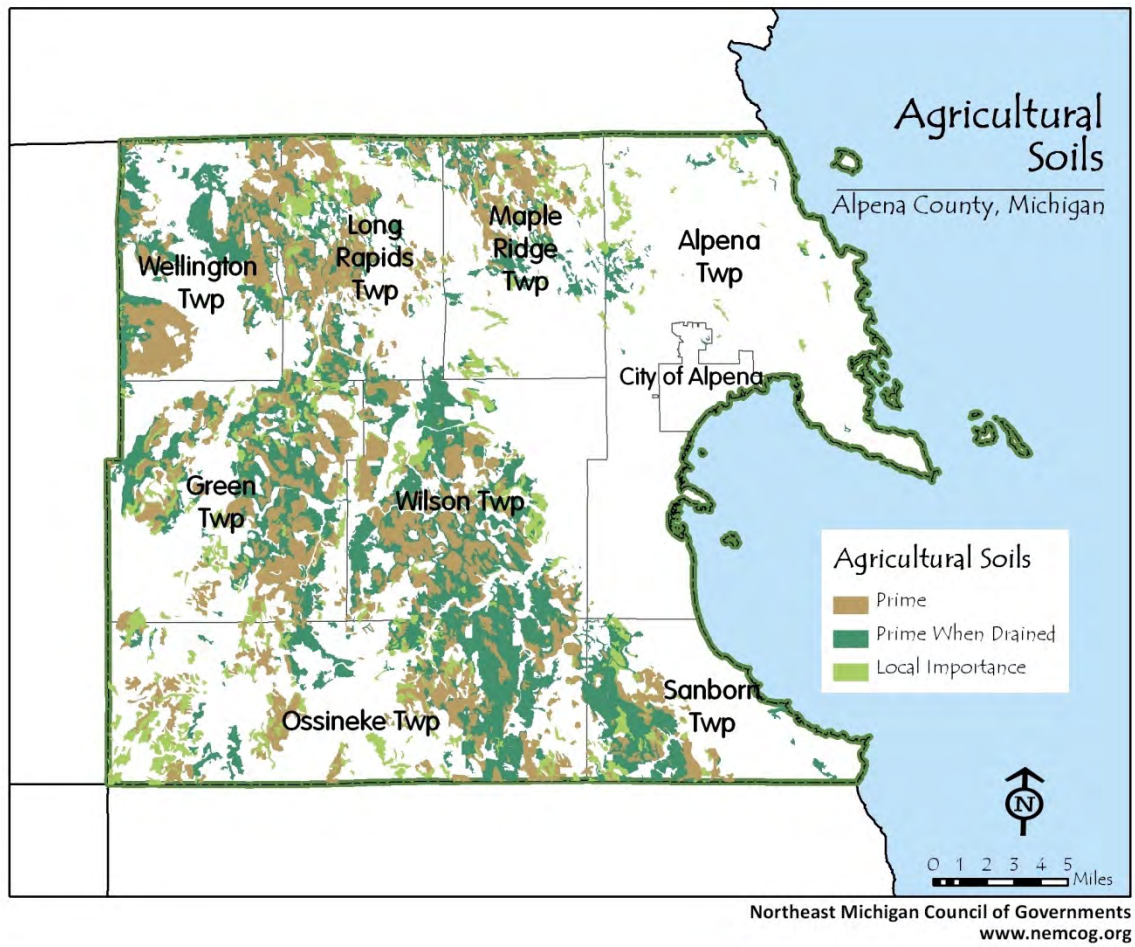 Agricultural
Soils
Alpena County, Michigan
Long
Rapids
Twp
Maple
Ridge
Twp
Alpena
Twp
Wellington
Twp
City of Alpena
Green
Twp
Wilson Twp
Agricultural Soils
Prime
Prime When Drained
Local Importance
Sanborn
Twp
Ossineke Twp
N
0 1 2 3 4 5
Miles
Northeast Michigan Council of Governments
www.nemcog.org